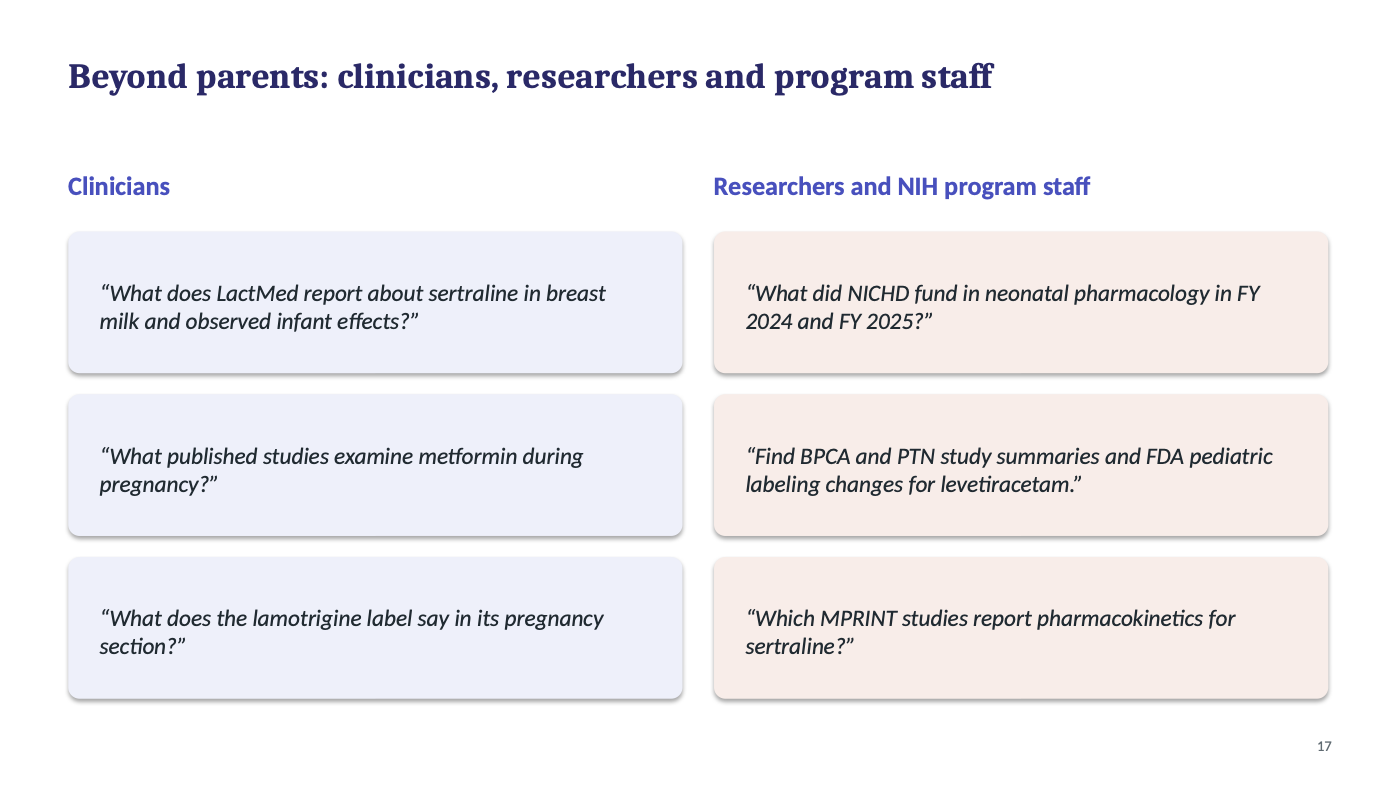 Beyond parents: clinicians, researchers and program staff
Clinicians
“What does LactMed report about sertraline in breast
milk and observed infant effects?”
“What published studies examine metformin during
pregnancy?”
“What does the lamotrigine label say in its pregnancy
section?”
Researchers and NIH program staff
“What did NICHD fund in neonatal pharmacology in FY
2024 and FY 2025?”
“Find BPCA and PTN study summaries and FDA pediatric
labeling changes for levetiracetam.”
“Which MPRINT studies report pharmacokinetics for
sertraline?”
17